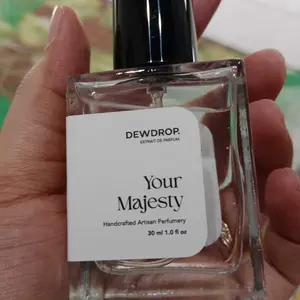 DEWDROP.
EXTRAIT DE PARFUM
Your
Majesty
Handcrafted Artisan Perfumery
30 ml 1.0 fl oz